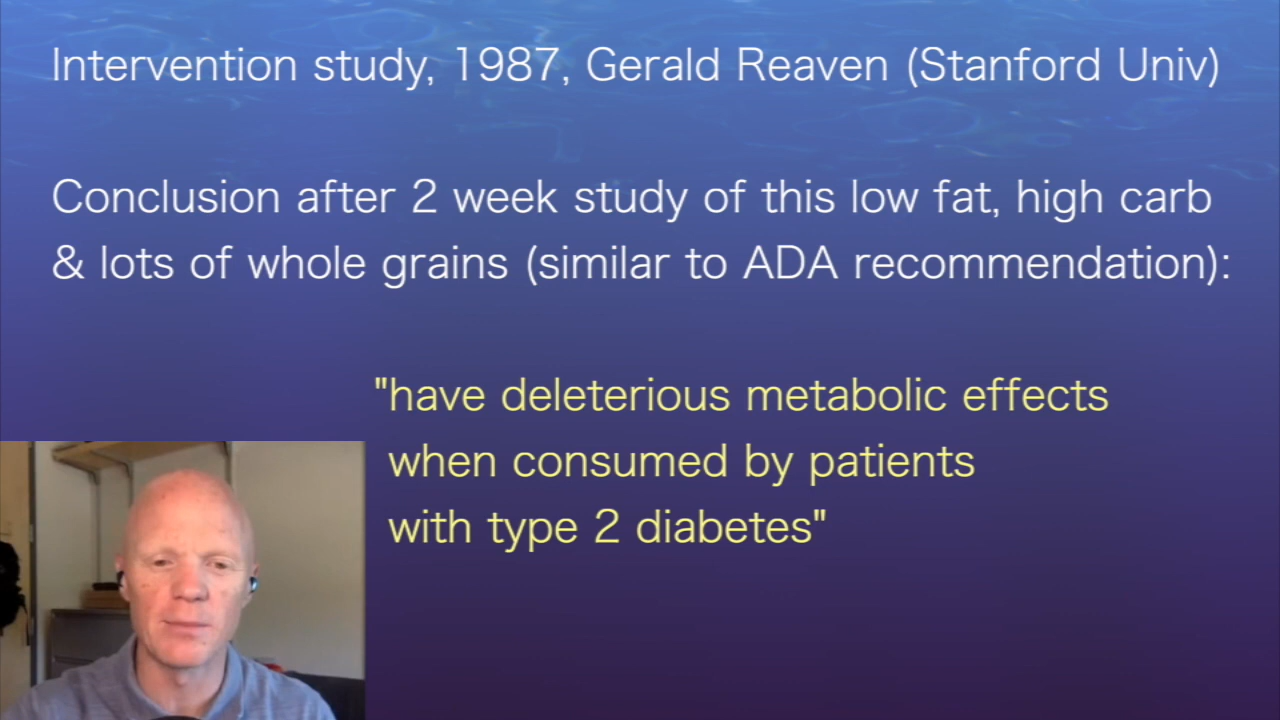 Intervention study, 1987, Gerald Reaven (Stanford Univ)
Conclusion after 2 week study of this low fat, high carb
& lots of whole grains (similar to ADA recommendation):
"have deleterious metabolic effects
when consumed by patients
with type 2 diabetes"